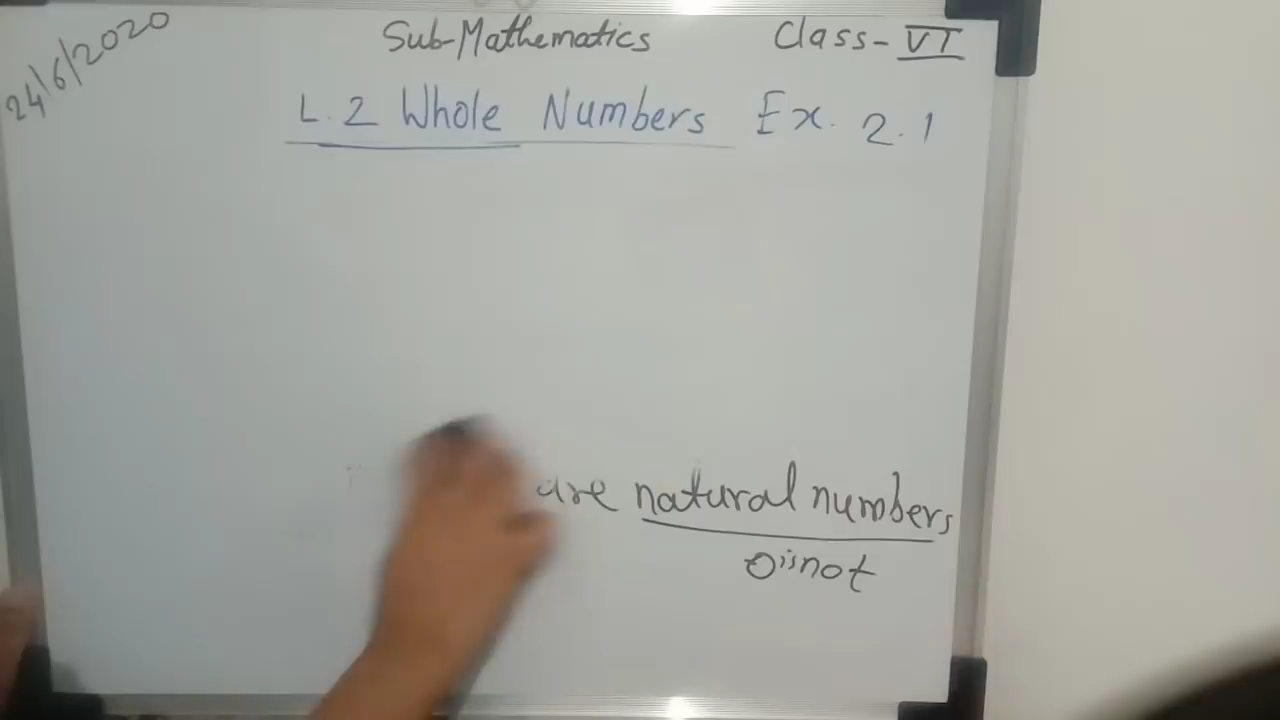 24/6/2020
Sub-Mathematics Class-VI
L.2 Whole Numbers Ex. 2.1
are natural numbers
0 is not